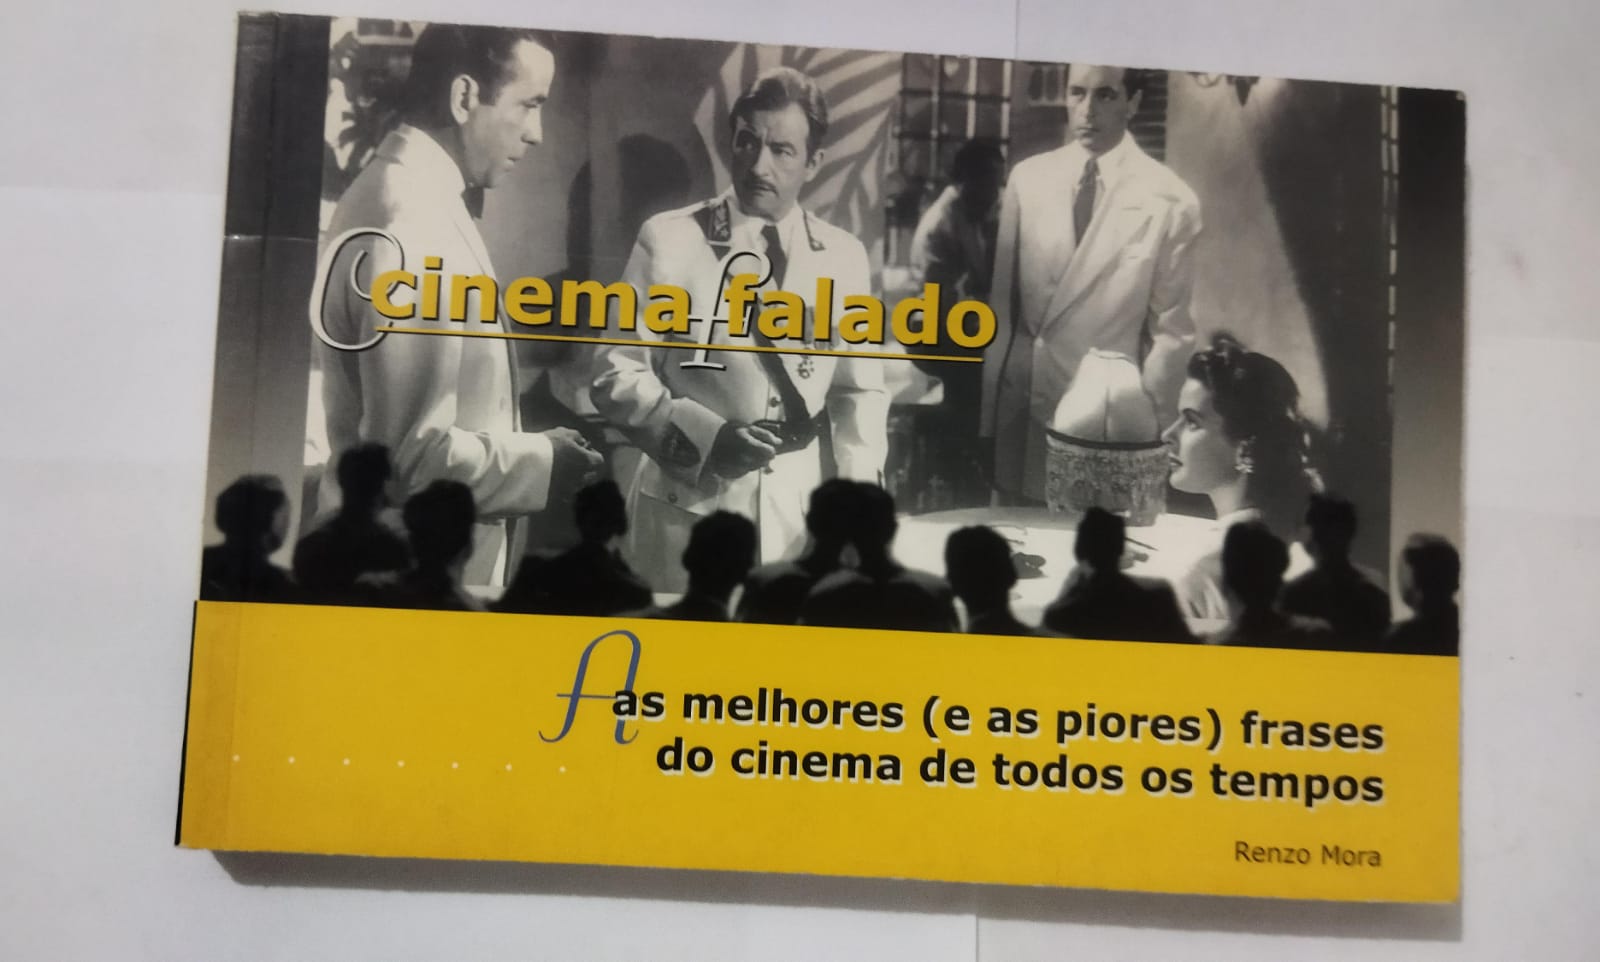 cinema falado
as melhores (e as piores) frases
do cinema de todos os tempos
Renzo Mora